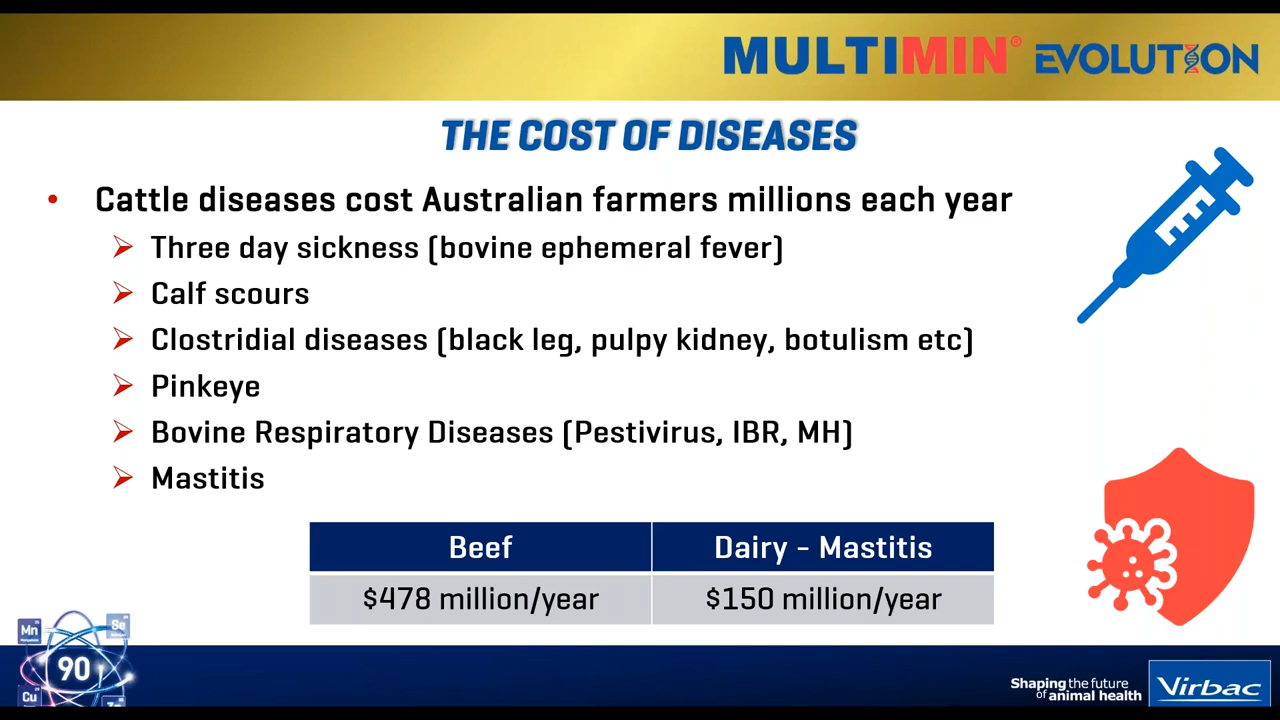 MULTIMIN® EVOLUTION
THE COST OF DISEASES
• Cattle diseases cost Australian farmers millions each year
Three day sickness (bovine ephemeral fever)
Calf scours
Clostridial diseases (black leg, pulpy kidney, botulism etc)
Pinkeye
Bovine Respiratory Diseases (Pestivirus, IBR, MH)
Mastitis
Beef
Dairy - Mastitis
$478 million/year
$150 million/year
Mn
Se
90
Cu
Shaping the future
of animal health
Virbac